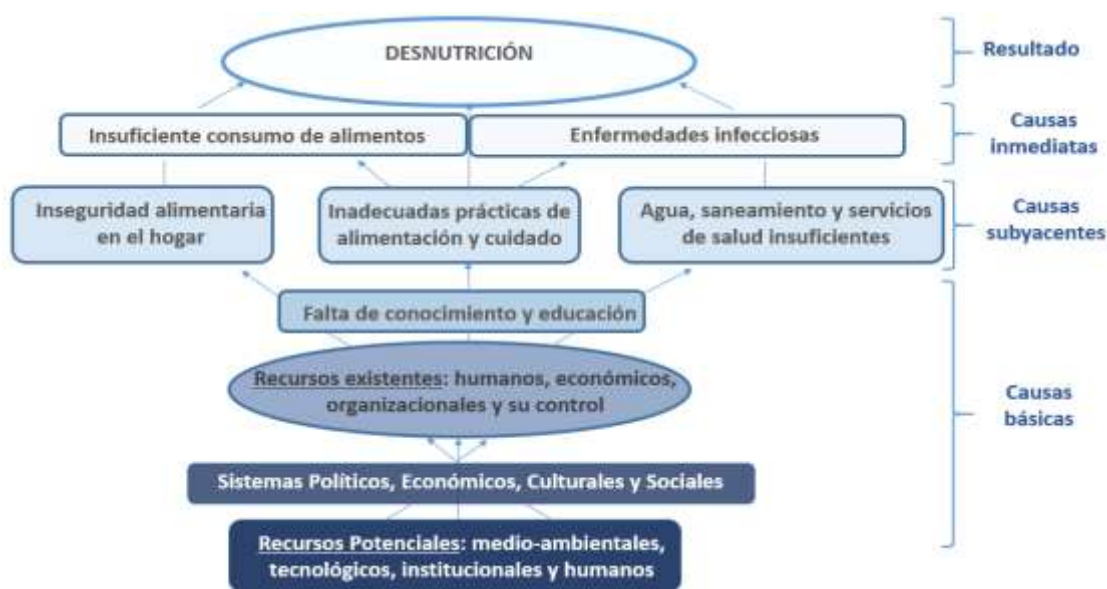 DESNUTRICIÓN
Resultado
Insuficiente consumo de alimentos
Enfermedades infecciosas
Causas
inmediatas
Inseguridad alimentaria
en el hogar
Inadecuadas prácticas de
alimentación y cuidado
Agua, saneamiento y servicios
de salud insuficientes
Causas
subyacentes
Falta de conocimiento y educación
Recursos existentes: humanos, económicos,
organizacionales y su control
Causas
básicas
Sistemas Políticos, Económicos, Culturales y Sociales
Recursos Potenciales: medio-ambientales,
tecnológicos, institucionales y humanos